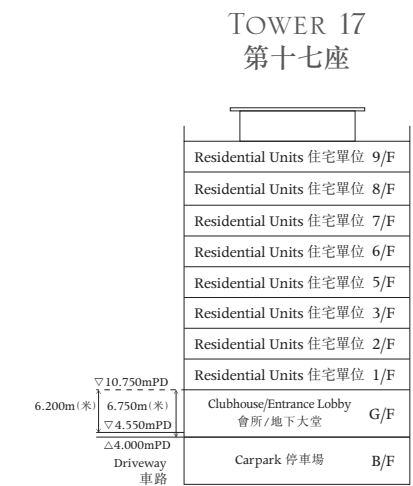 TOWER 17
第十七座
Residential Units 住宅單位 9/F
Residential Units 住宅單位 8/F
Residential Units 住宅單位 7/F
Residential Units 住宅單位 6/F
Residential Units 住宅單位 5/F
Residential Units 住宅單位 3/F
Residential Units 住宅單位 2/F
Residential Units 住宅單位 1/F
▽10.750mPD
6.200m(米) 6.750m(米)
▽4.550mPD
△4.000mPD
Clubhouse/Entrance Lobby
會所/地下大堂 G/F
Driveway
車路
Carpark 停車場 B/F